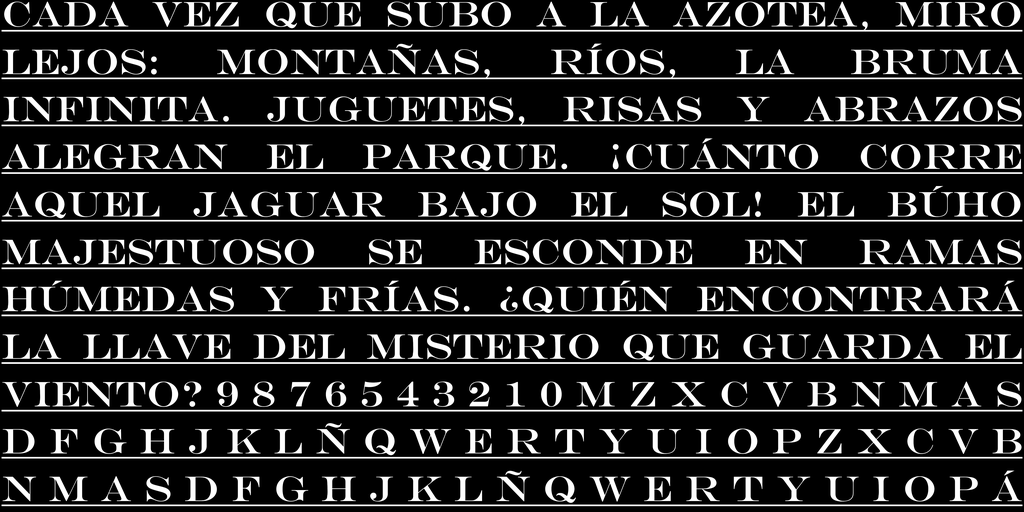 CADA VEZ QUE SUBO A LA AZOTEA, MIRO
LEJOS: MONTAÑAS, RÍOS, LA BRUMA
INFINITA. JUGUETES, RISAS Y ABRAZOS
ALEGRAN EL PARQUE. ¡CUÁNTO CORRE
AQUEL JAGUAR BAJO EL SOL! EL BÚHO
MAJESTUOSO SE ESCONDE EN RAMAS
HÚMEDAS Y FRÍAS. ¿QUIÉN ENCONTRARÁ
LA LLAVE DEL MISTERIO QUE GUARDA EL
VIENTO? 9 8 7 6 5 4 3 2 1 0 M Z X C V B N M A S
D F G H J K L Ñ Q W E R T Y U I O P Z X C V B
N M A S D F G H J K L Ñ Q W E R T Y U I O P Á